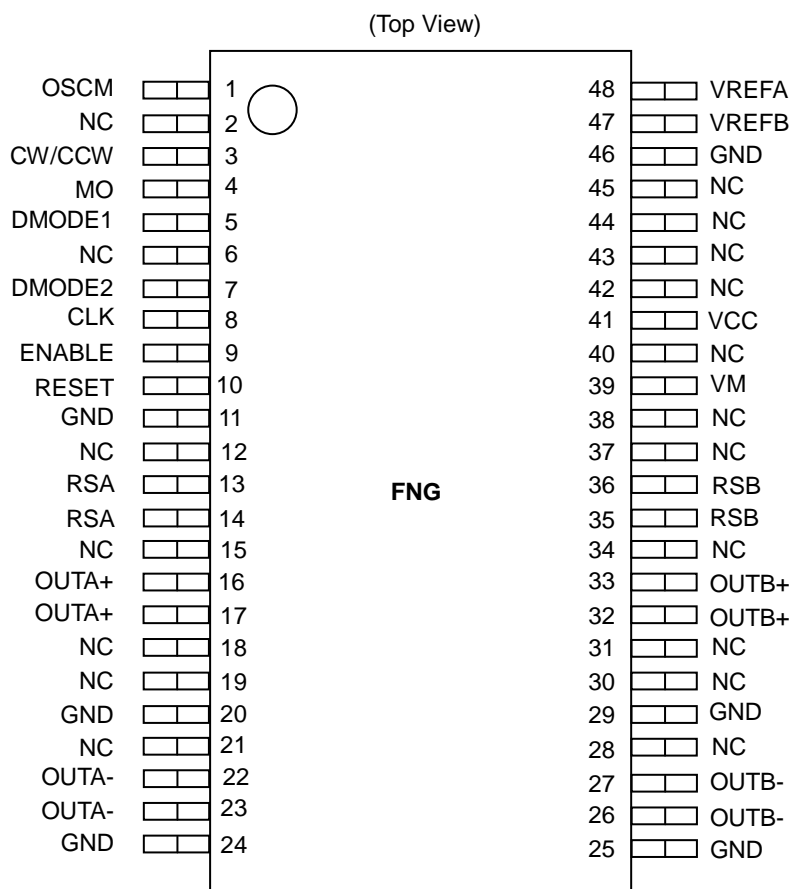 (Top View)
OSCM 1 48 VREFA
NC 2 47 VREFB
CW/CCW 3 46 GND
MO 4 45 NC
DMODE1 5 44 NC
NC 6 43 NC
DMODE2 7 42 NC
CLK 8 41 VCC
ENABLE 9 40 NC
RESET 10 39 VM
GND 11 38 NC
NC 12 37 NC
RSA 13 FNG 36 RSB
RSA 14 35 RSB
NC 15 34 NC
OUTA+ 16 33 OUTB+
OUTA+ 17 32 OUTB+
NC 18 31 NC
NC 19 30 NC
GND 20 29 GND
NC 21 28 NC
OUTA- 22 27 OUTB-
OUTA- 23 26 OUTB-
GND 24 25 GND